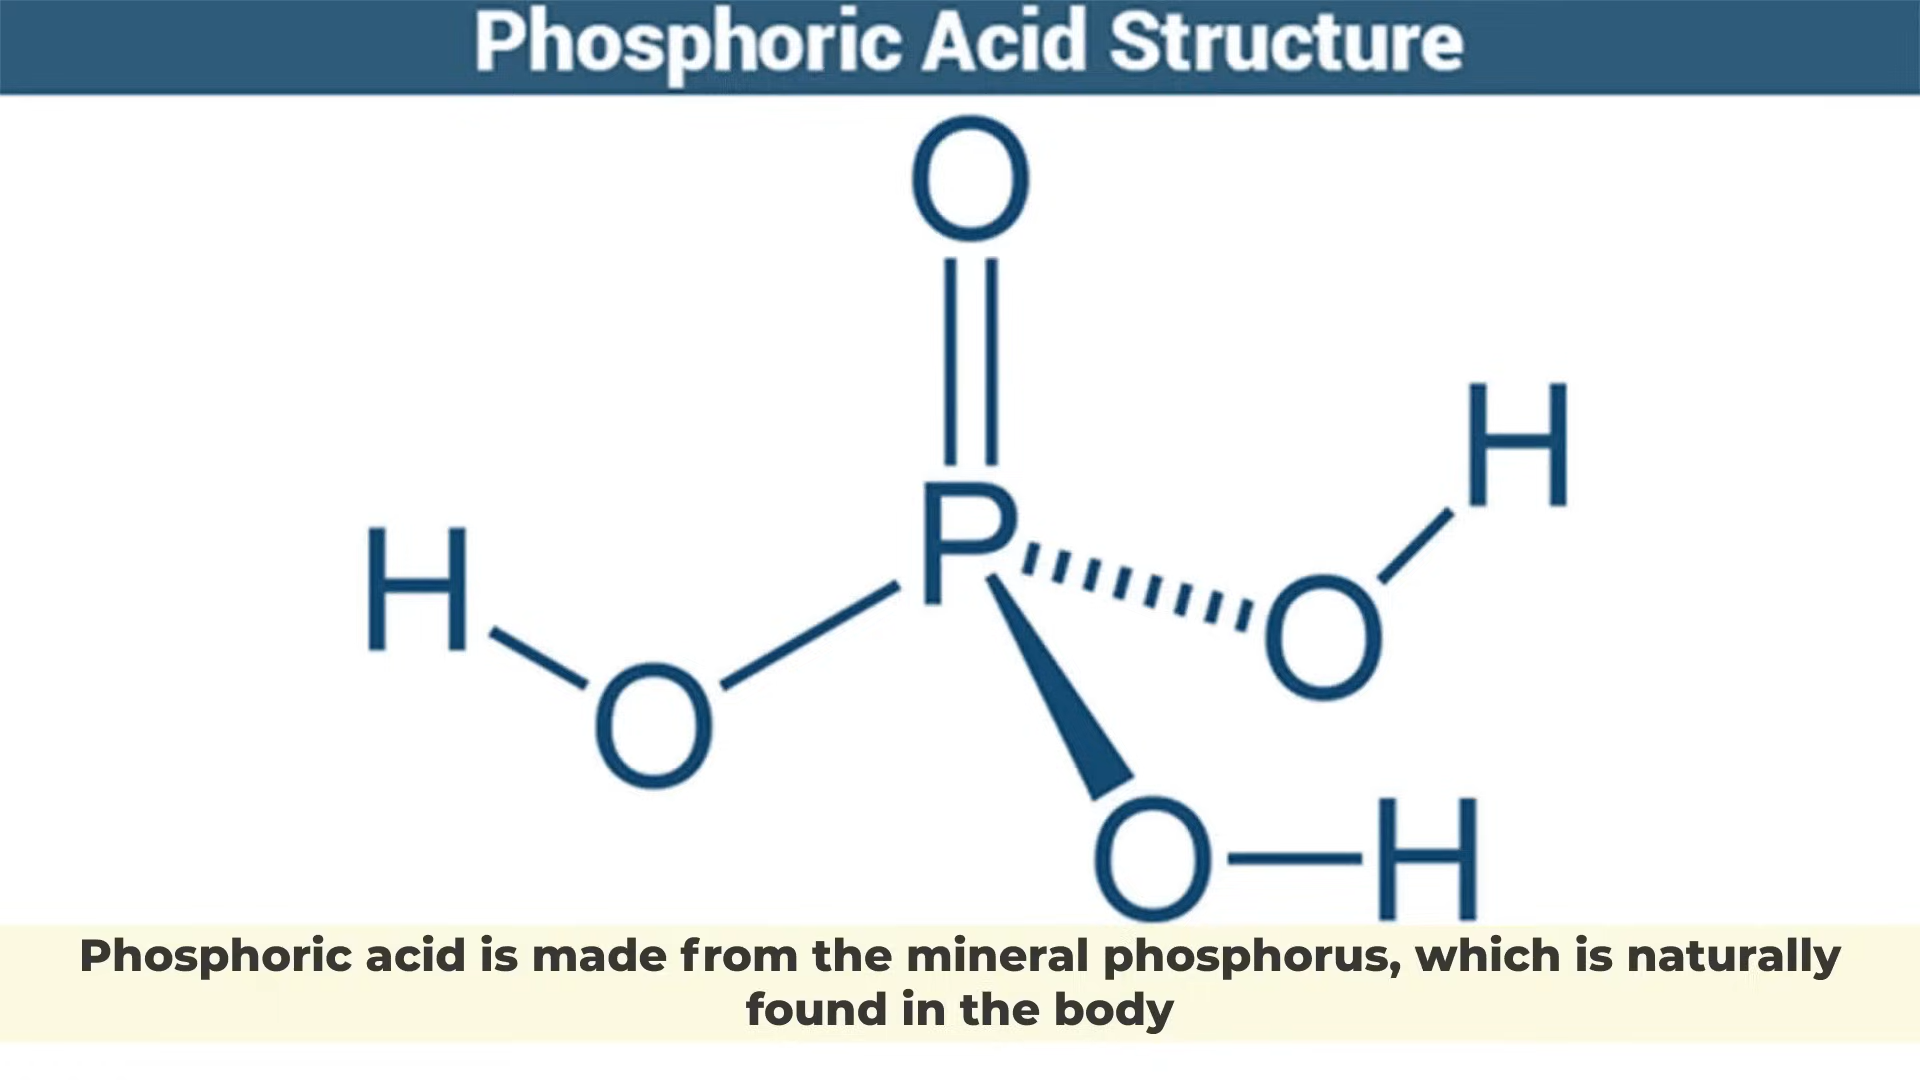 Phosphoric Acid Structure
O
H
P
H
O
O
O H
Phosphoric acid is made from the mineral phosphorus, which is naturally
found in the body